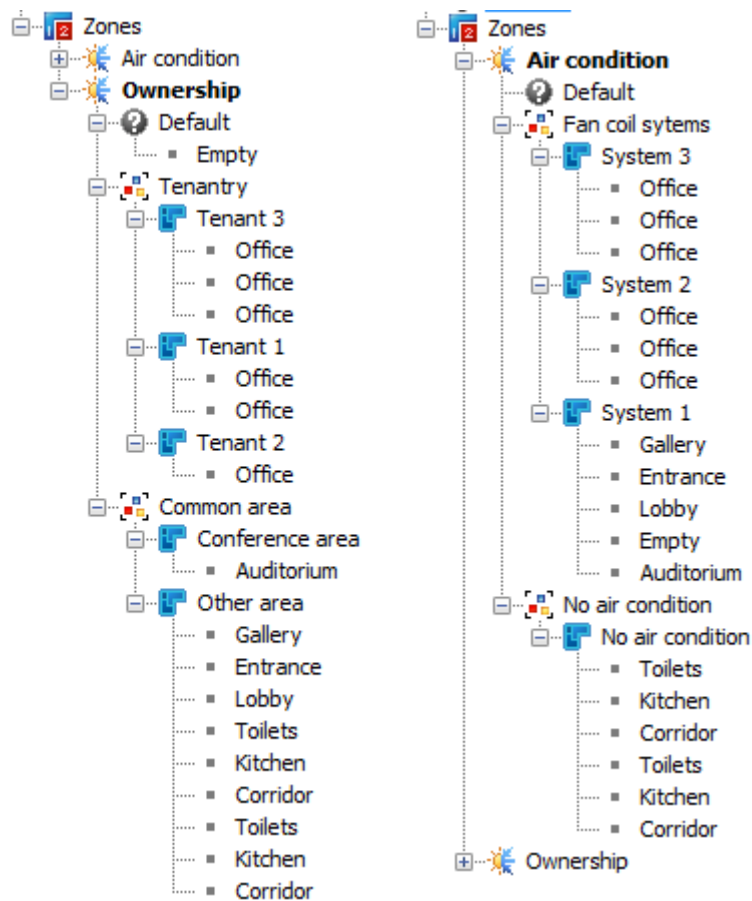 Zones
Air condition
Ownership
Default
Empty
Tenantry
Tenant 3
Office
Office
Office
Tenant 1
Office
Office
Tenant 2
Office
Common area
Conference area
Auditorium
Other area
Gallery
Entrance
Lobby
Toilets
Kitchen
Corridor
Toilets
Kitchen
Corridor
Zones
Air condition
Default
Fan coil sytems
System 3
Office
Office
Office
System 2
Office
Office
Office
System 1
Gallery
Entrance
Lobby
Empty
Auditorium
No air condition
No air condition
Toilets
Kitchen
Corridor
Toilets
Kitchen
Corridor
Ownership